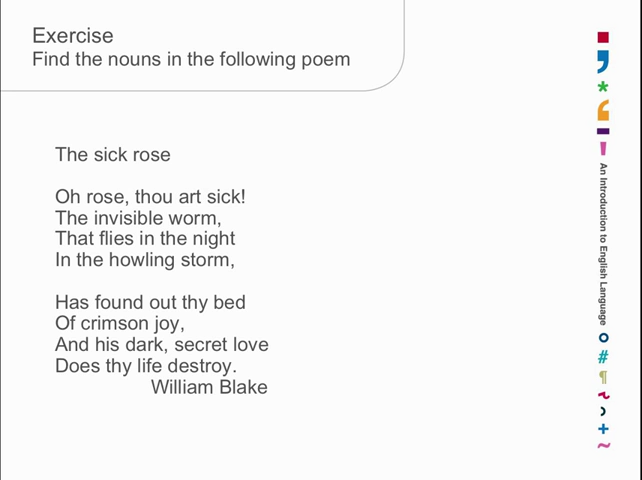 Exercise
Find the nouns in the following poem
The sick rose
Oh rose, thou art sick!
The invisible worm,
That flies in the night
In the howling storm,
Has found out thy bed
Of crimson joy,
And his dark, secret love
Does thy life destroy.
William Blake
An Introduction to English Language